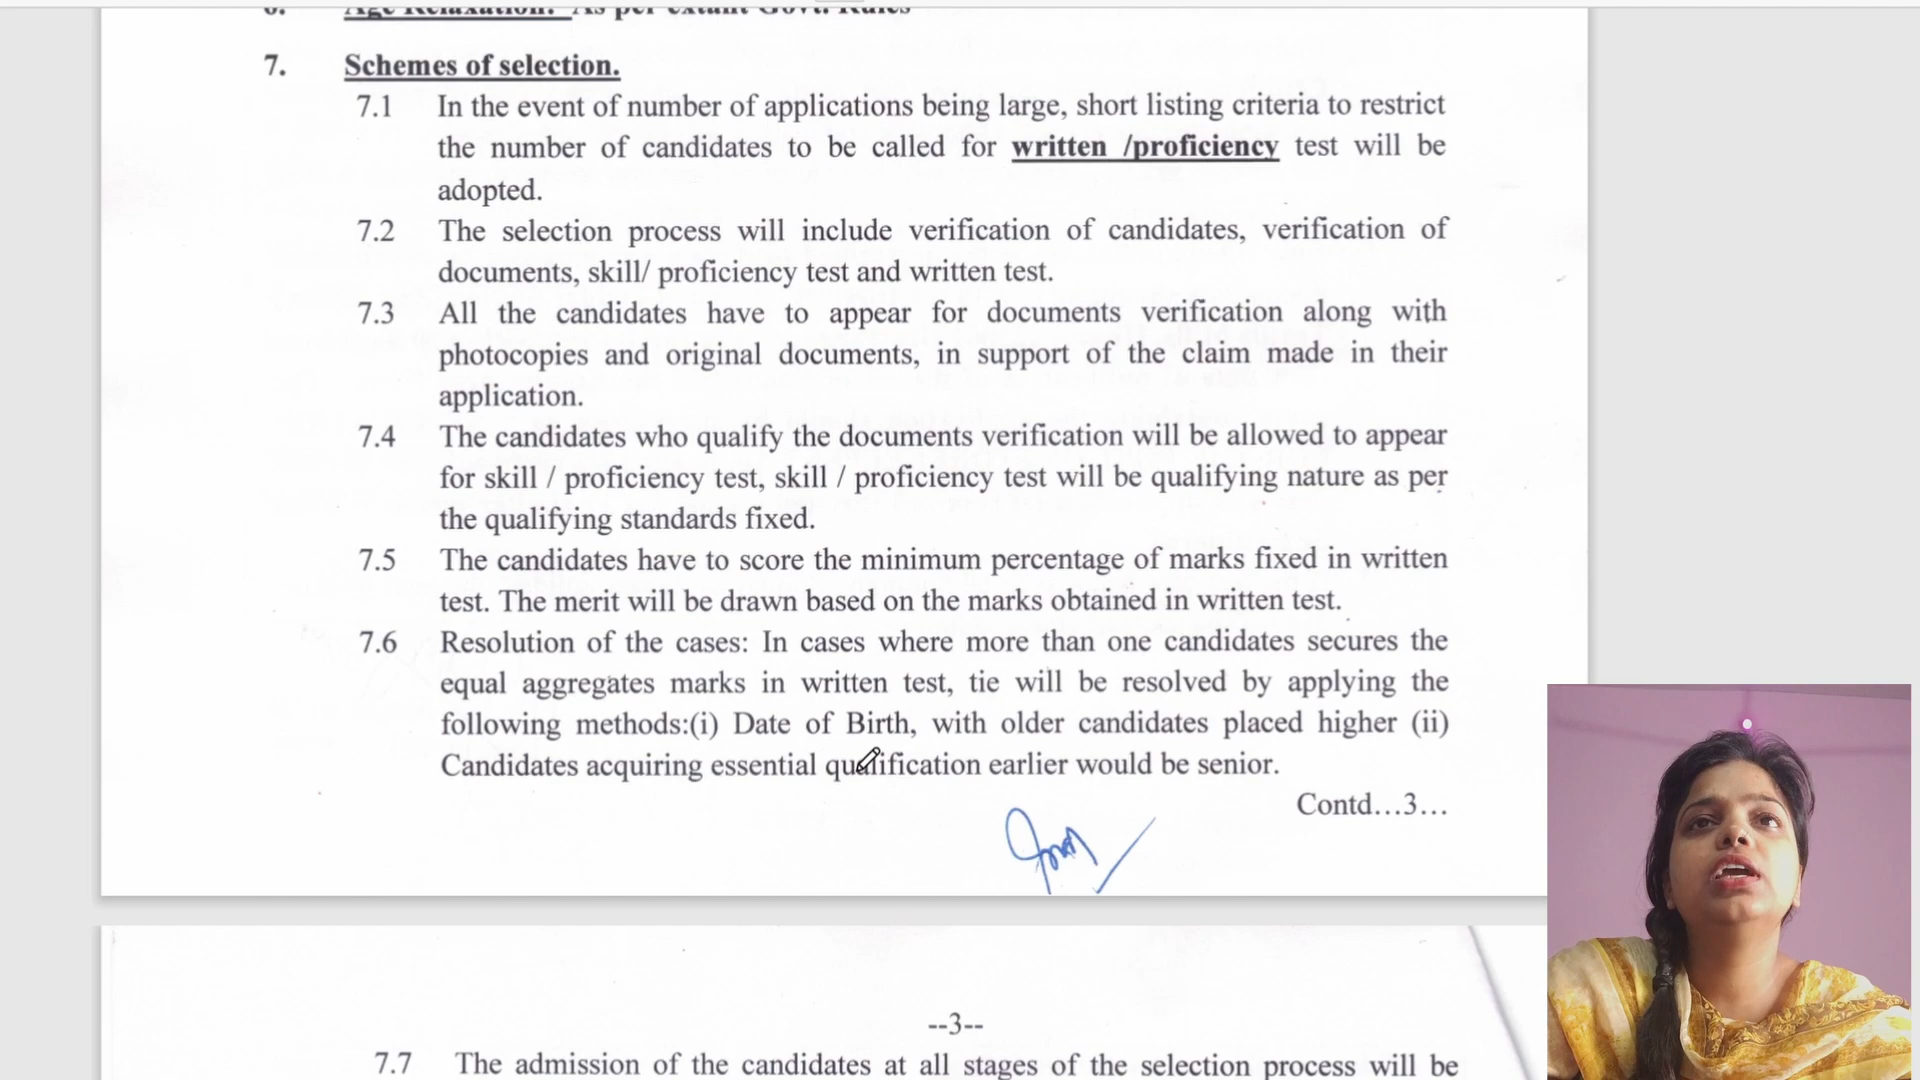 6. Age Relaxation: As per extant Govt. Rules
7. Schemes of selection.
7.1 In the event of number of applications being large, short listing criteria to restrict
the number of candidates to be called for written /proficiency test will be
adopted.
7.2 The selection process will include verification of candidates, verification of
documents, skill/ proficiency test and written test.
7.3 All the candidates have to appear for documents verification along with
photocopies and original documents, in support of the claim made in their
application.
7.4 The candidates who qualify the documents verification will be allowed to appear
for skill / proficiency test, skill / proficiency test will be qualifying nature as per
the qualifying standards fixed.
7.5 The candidates have to score the minimum percentage of marks fixed in written
test. The merit will be drawn based on the marks obtained in written test.
7.6 Resolution of the cases: In cases where more than one candidates secures the
equal aggregates marks in written test, tie will be resolved by applying the
following methods:(i) Date of Birth, with older candidates placed higher (ii)
Candidates acquiring essential qualification earlier would be senior.
Contd...3...
--3--
7.7 The admission of the candidates at all stages of the selection process will be